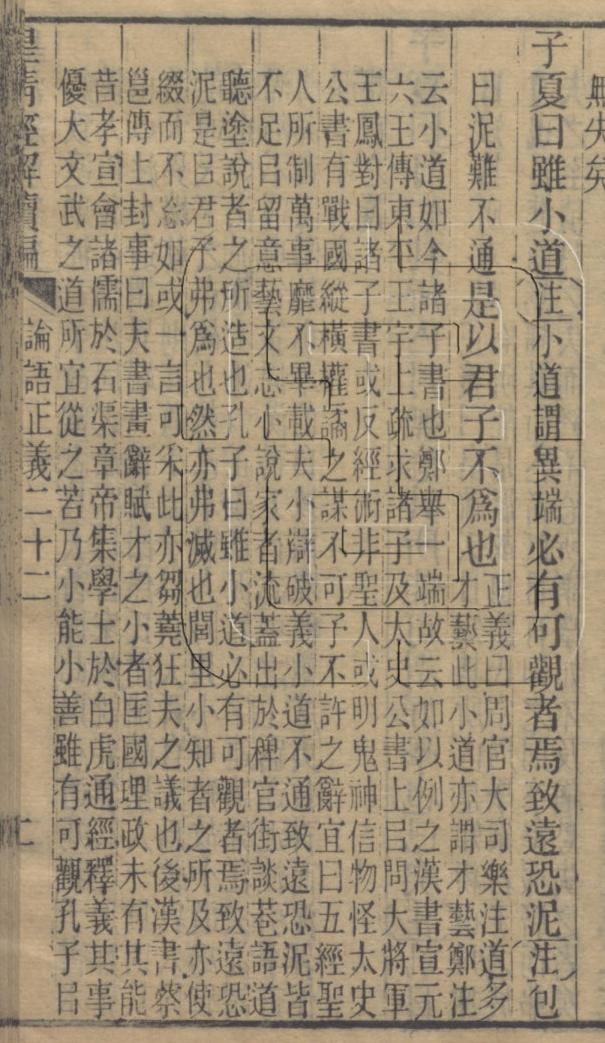 無失矣
子夏曰雖小道注小道謂異端必有可觀者焉致遠恐泥注包
曰泥難不通是以君子不爲也正義曰周官大司樂注道多
才藝此小道亦謂才藝鄭注
云小道如今諸子書也鄭舉一端故云如以例之漢書宣元
六王傳東平王宇上疏求諸子及太史公書上㠯問大將軍
王鳳對曰諸子書或反經術非聖人或明鬼神信物怪太史
公書有戰國縱橫權譎之謀不可予不許之辭宜曰五經聖
人所制萬事靡不畢載夫小辯破義小道不通致遠恐泥皆
不足㠯留意藝文志小說家者流蓋出於稗官街談巷語道
聽塗說者之所造也孔子曰雖小道必有可觀者焉致遠恐
泥是㠯君子弗爲也然亦弗滅也閭里小知者之所及亦使
綴而不忘如或一言可采此亦芻蕘狂夫之議也後漢書蔡
邕傳上封事曰夫書畫辭賦才之小者匡國理政未有其能
昔孝宣會諸儒於石渠章帝集學士於白虎通經釋義其事
優大文武之道所宜從之若乃小能小善雖有可觀孔子㠯
皇淸經解續編
論語正義二十二